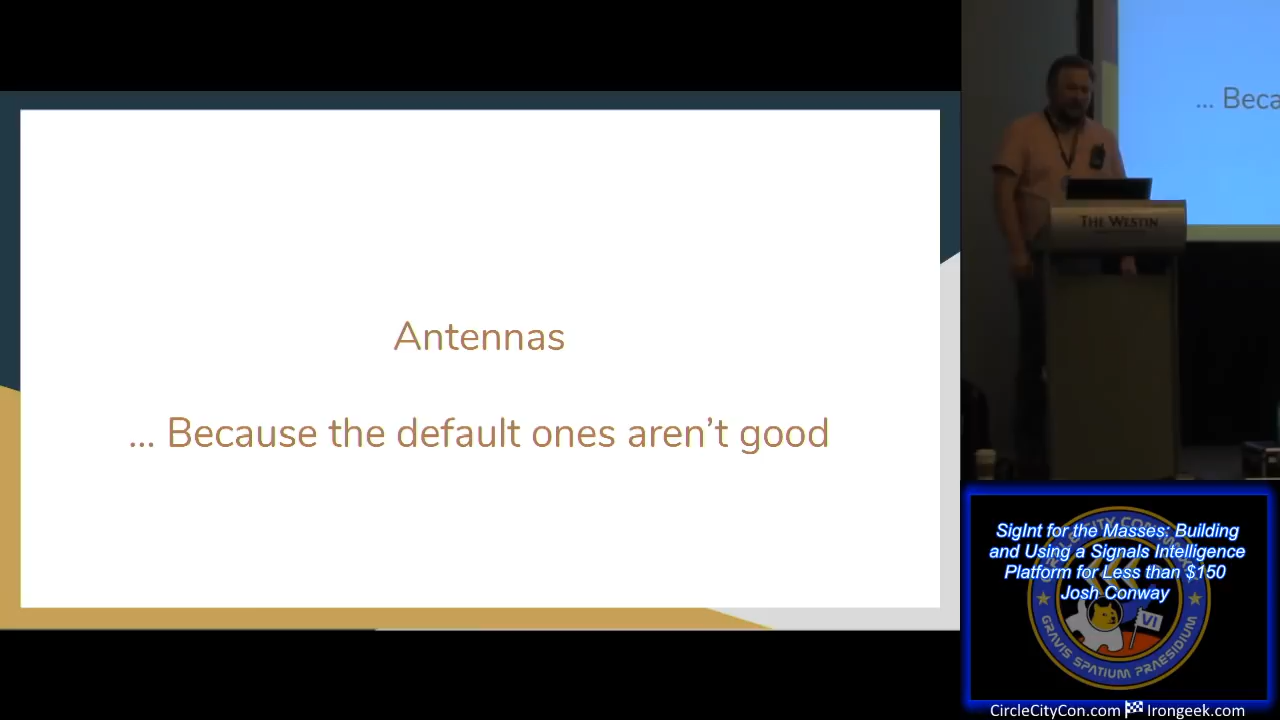 Antennas
... Because the default ones aren't good
... Beca
THE WESTIN
SigInt for the Masses: Building
and Using a Signals Intelligence
Platform for Less than $150
Josh Conway
VI
GRAVIS SPATIUM PRAESIDIUM
CircleCityCon.com Irongeek.com